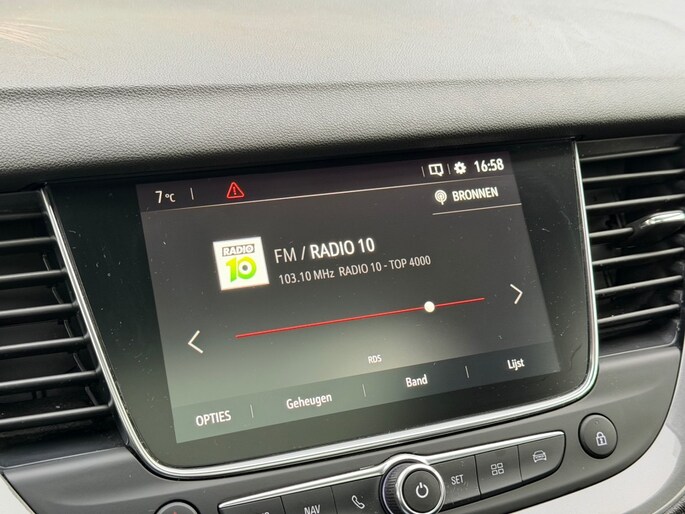 7 °C
16:58
BRONNEN
RADIO
10
FM / RADIO 10
103.10 MHz RADIO 10 - TOP 4000
RDS
OPTIES
Geheugen
Band
Lijst
NAV
SET